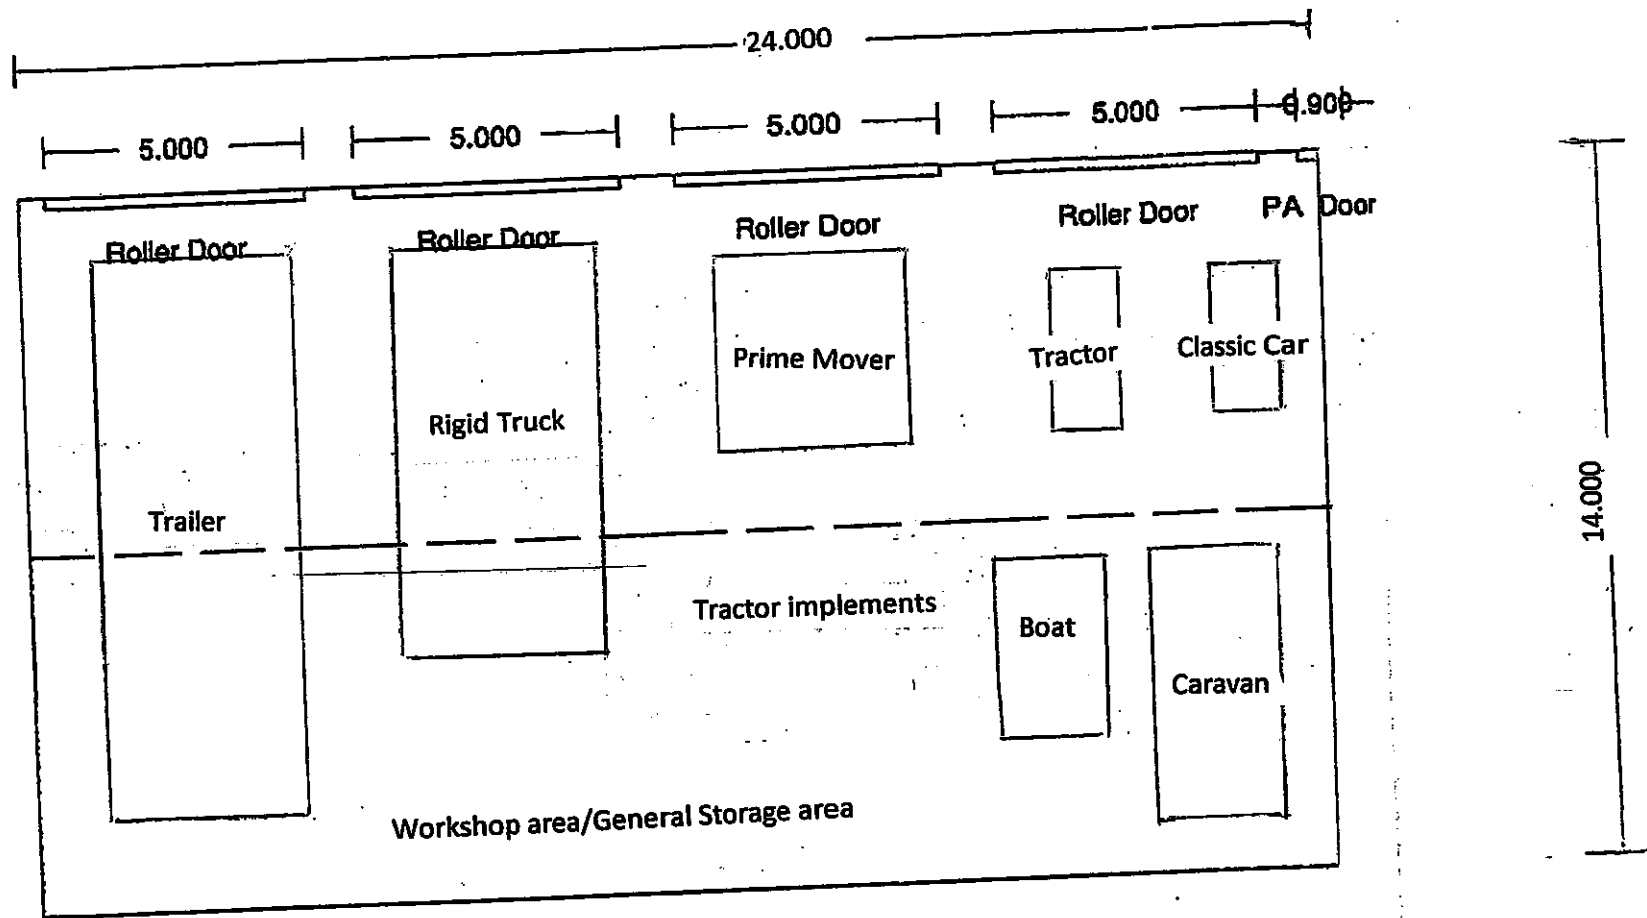 24.000
5.000
5.000
5.000
5.000
0.900
Roller Door
Roller Door
Roller Door
Roller Door
PA Door
Prime Mover
Tractor
Classic Car
Rigid Truck
Trailer
14.000
Tractor implements
Boat
Caravan
Workshop area/General Storage area